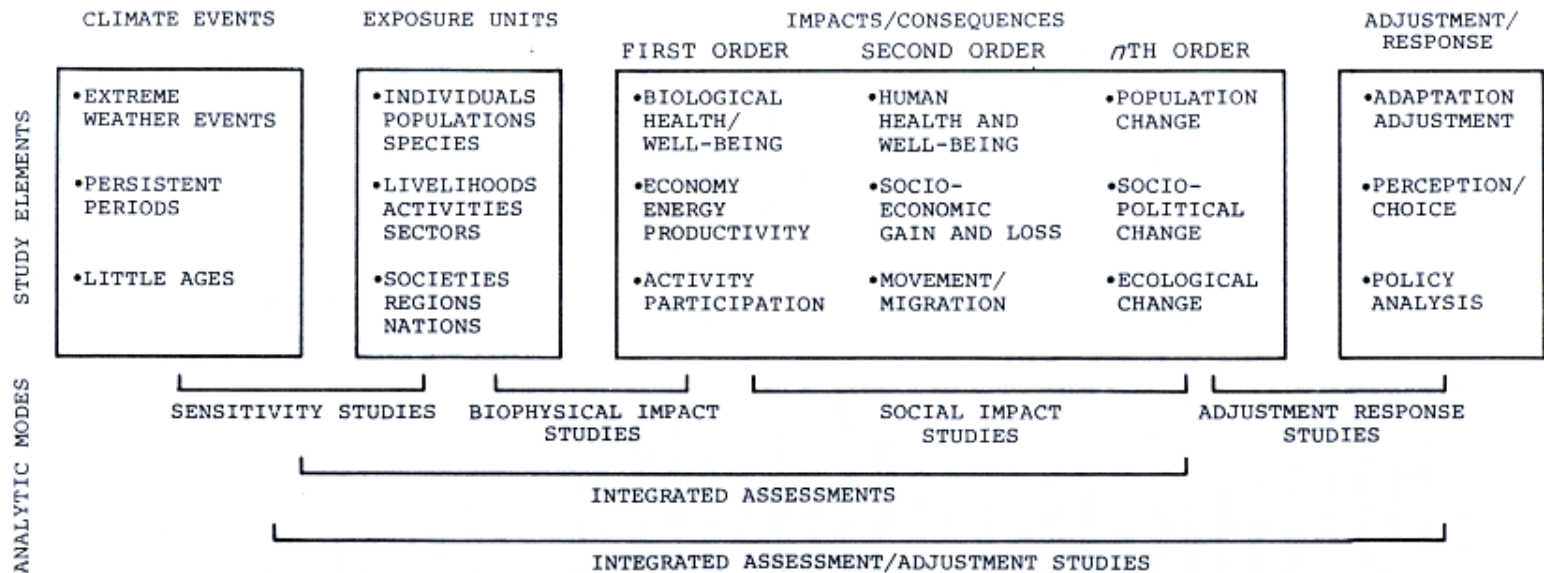 CLIMATE EVENTS
EXPOSURE UNITS
IMPACTS/CONSEQUENCES
FIRST ORDER
SECOND ORDER
nTH ORDER
ADJUSTMENT/
RESPONSE
STUDY ELEMENTS
•EXTREME
WEATHER EVENTS
•PERSISTENT
PERIODS
•LITTLE AGES
•INDIVIDUALS
POPULATIONS
SPECIES
•LIVELIHOODS
ACTIVITIES
SECTORS
•SOCIETIES
REGIONS
NATIONS
•BIOLOGICAL
HEALTH/
WELL-BEING
•ECONOMY
ENERGY
PRODUCTIVITY
•ACTIVITY
PARTICIPATION
•HUMAN
HEALTH AND
WELL-BEING
•SOCIO-
ECONOMIC
GAIN AND LOSS
•MOVEMENT/
MIGRATION
•POPULATION
CHANGE
•SOCIO-
POLITICAL
CHANGE
•ECOLOGICAL
CHANGE
•ADAPTATION
ADJUSTMENT
•PERCEPTION/
CHOICE
•POLICY
ANALYSIS
ANALYTIC MODES
SENSITIVITY STUDIES
BIOPHYSICAL IMPACT
STUDIES
SOCIAL IMPACT
STUDIES
ADJUSTMENT RESPONSE
STUDIES
INTEGRATED ASSESSMENTS
INTEGRATED ASSESSMENT/ADJUSTMENT STUDIES